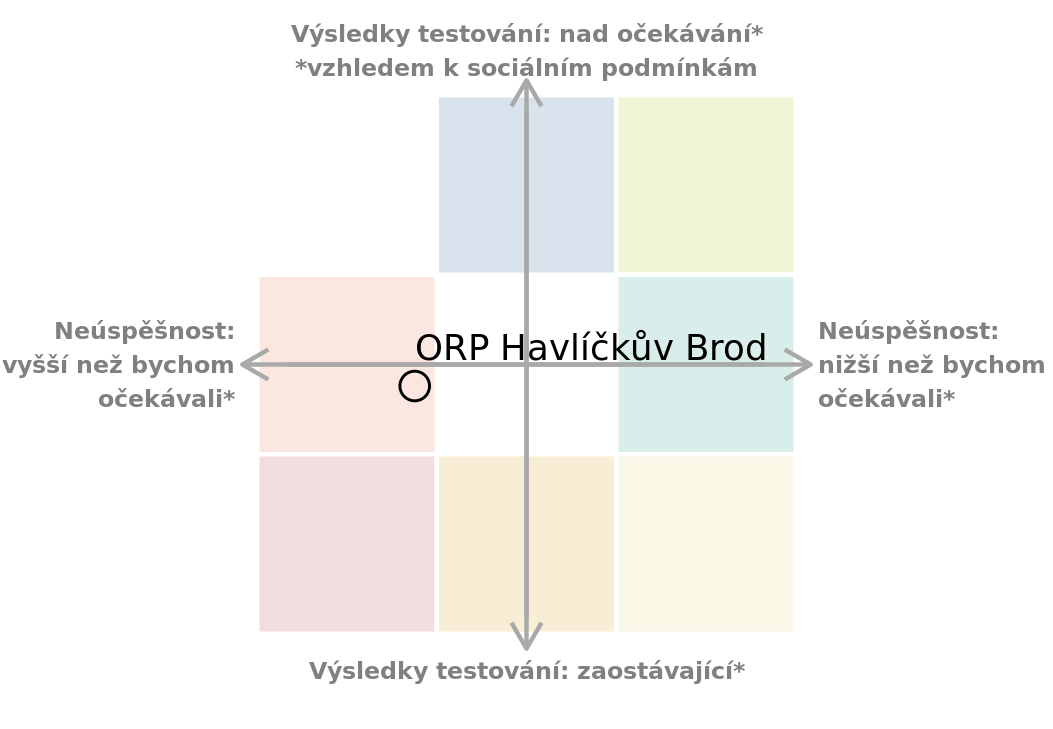 Výsledky testování: nad očekávání*
*vzhledem k sociálním podmínkám
ORP Havlíčkův Brod
Neúspěšnost:
vyšší než bychom
očekávali*
Neúspěšnost:
nižší než bychom
očekávali*
Výsledky testování: zaostávající*